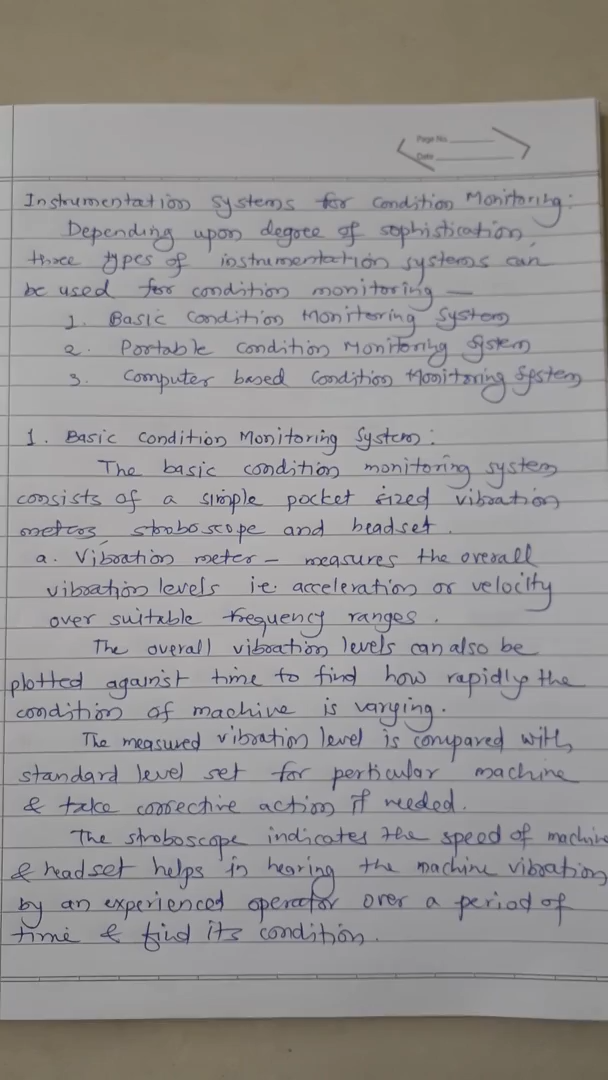 Page No.
Date
Instrumentation systems for condition Monitoring:
Depending upon degree of sophistication,
three types of instrumentation systems can
be used for condition monitoring —
1. Basic Condition Monitoring System
2. Portable Condition Monitoring System
3. Computer based Condition Monitoring System
1. Basic Condition Monitoring System:
The basic condition monitoring system
consists of a simple pocket sized vibration
meters, stroboscope and headset.
a. Vibration meter – measures the overall
vibration levels i.e. acceleration or velocity
over suitable frequency ranges.
The overall vibration levels can also be
plotted against time to find how rapidly the
condition of machine is varying.
The measured vibration level is compared with
standard level set for perticular machine
& take corrective action if needed.
The stroboscope indicates the speed of machine
& headset helps in hearing the machine vibration
by an experienced operator over a period of
time & find its condition.